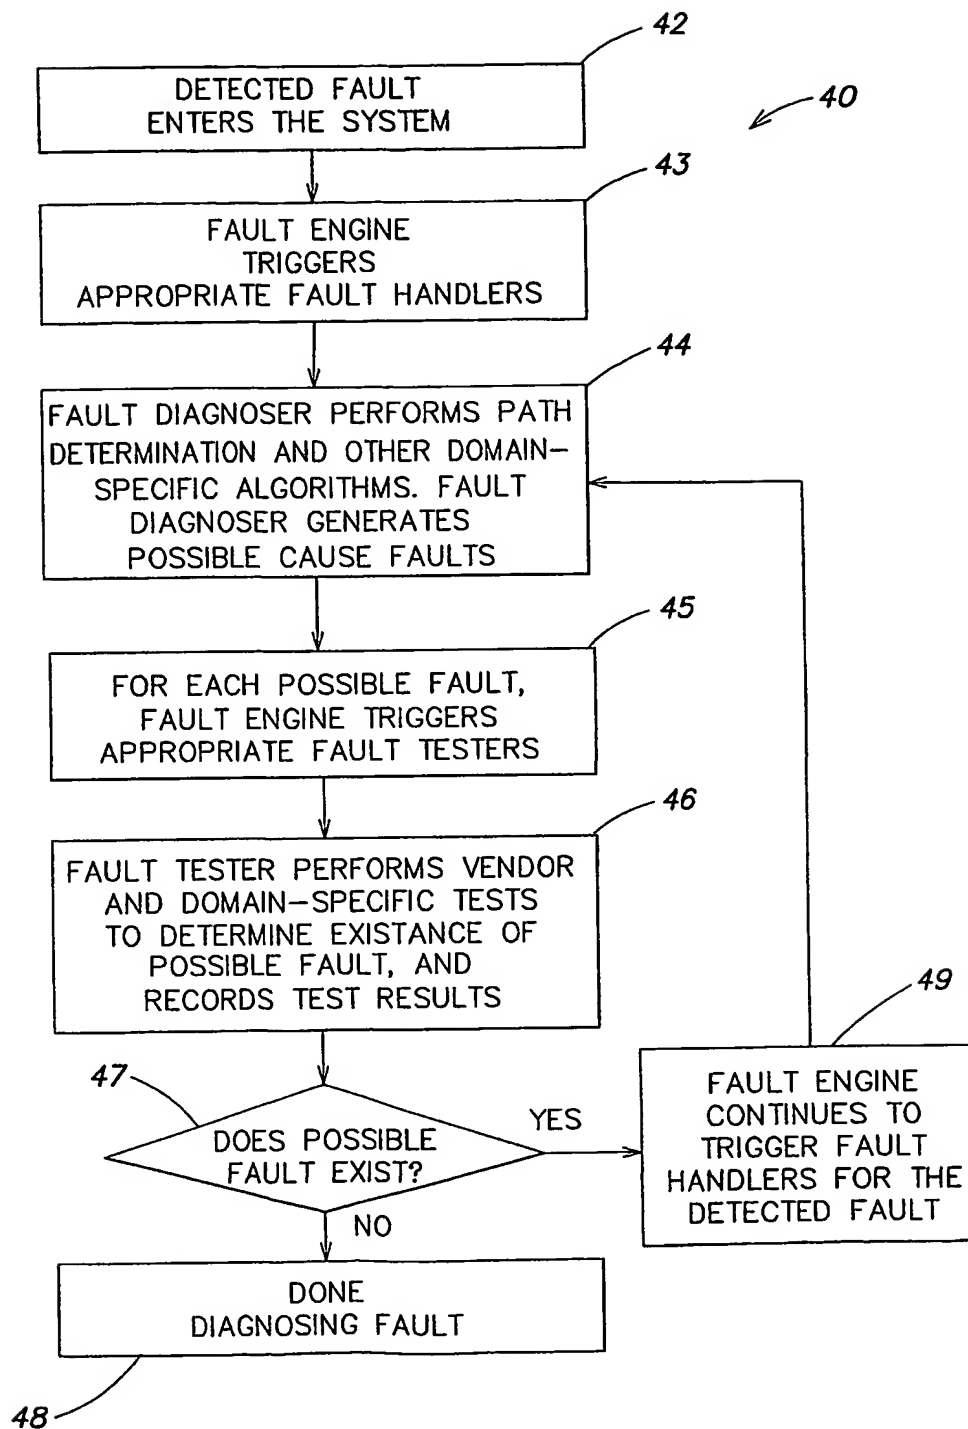 42
DETECTED FAULT
ENTERS THE SYSTEM
40
43
FAULT ENGINE
TRIGGERS
APPROPRIATE FAULT HANDLERS
44
FAULT DIAGNOSER PERFORMS PATH
DETERMINATION AND OTHER DOMAIN–
SPECIFIC ALGORITHMS. FAULT
DIAGNOSER GENERATES
POSSIBLE CAUSE FAULTS
45
FOR EACH POSSIBLE FAULT,
FAULT ENGINE TRIGGERS
APPROPRIATE FAULT TESTERS
46
FAULT TESTER PERFORMS VENDOR
AND DOMAIN–SPECIFIC TESTS
TO DETERMINE EXISTANCE OF
POSSIBLE FAULT, AND
RECORDS TEST RESULTS
47
DOES POSSIBLE
FAULT EXIST?
YES
NO
49
FAULT ENGINE
CONTINUES TO
TRIGGER FAULT
HANDLERS FOR THE
DETECTED FAULT
DONE
DIAGNOSING FAULT
48